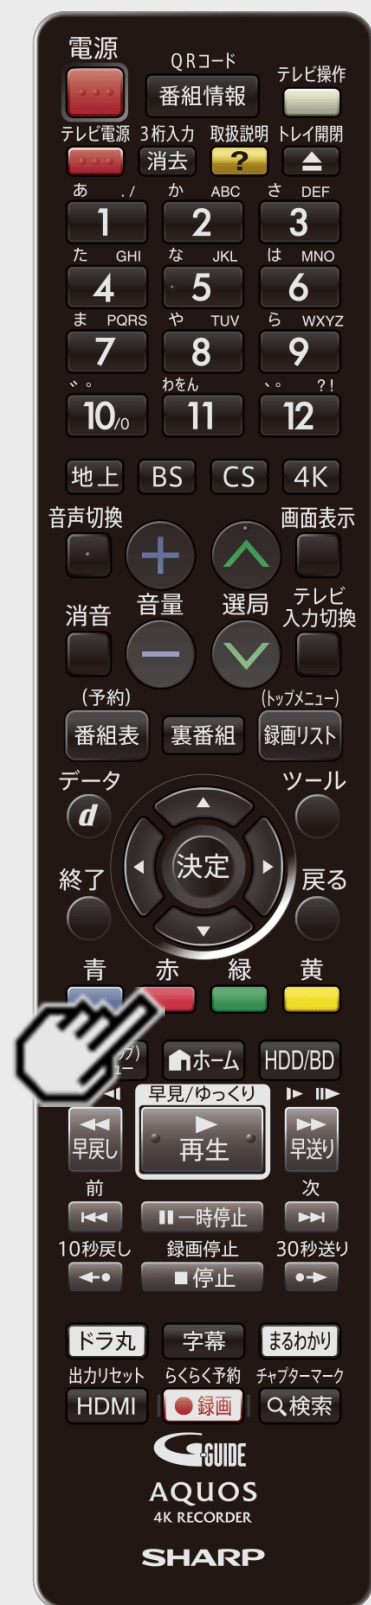 電源
QRコード
テレビ操作
番組情報
テレビ電源 3桁入力 取扱説明 トレイ開閉
消去 ?
あ ./ か ABC さ DEF
1 2 3
た GHI な JKL は MNO
4 5 6
ま PQRS や TUV ら WXYZ
7 8 9
゛゜ わをん 、。 ?!
10/0 11 12
地上 BS CS 4K
音声切換 画面表示
消音 音量 選局 テレビ
入力切換
(予約) (トップメニュー)
番組表 裏番組 録画リスト
データ ツール
d
決定
終了 戻る
青 赤 緑 黄
ホーム HDD/BD
早見/ゆっくり
早戻し 再生 早送り
前 次
一時停止
10秒戻し 録画停止 30秒送り
停止
ドラ丸 字幕 まるわかり
出力リセット らくらく予約 チャプターマーク
HDMI 録画 検索
G-GUIDE
AQUOS
4K RECORDER
SHARP